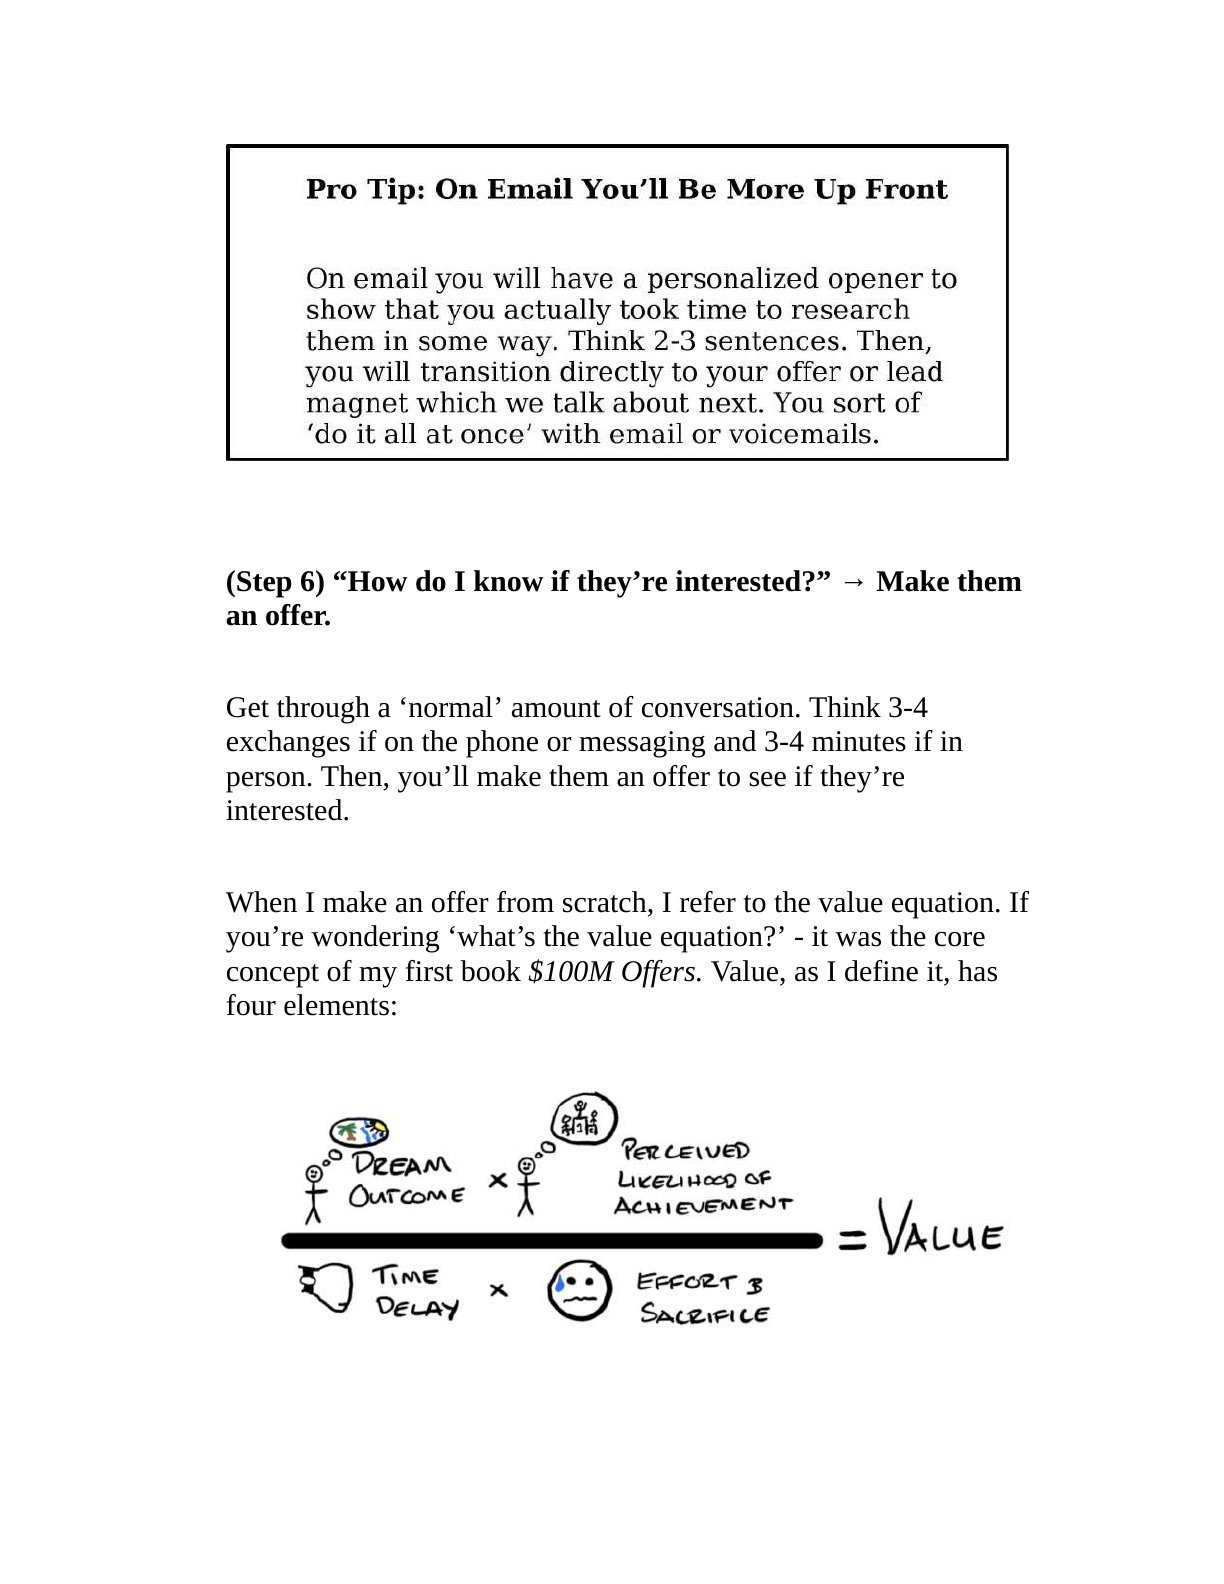 Pro Tip: On Email You’ll Be More Up Front
On email you will have a personalized opener to
show that you actually took time to research
them in some way. Think 2-3 sentences. Then,
you will transition directly to your offer or lead
magnet which we talk about next. You sort of
‘do it all at once’ with email or voicemails.
(Step 6) “How do I know if they’re interested?” → Make them
an offer.
Get through a ‘normal’ amount of conversation. Think 3-4
exchanges if on the phone or messaging and 3-4 minutes if in
person. Then, you’ll make them an offer to see if they’re
interested.
When I make an offer from scratch, I refer to the value equation. If
you’re wondering ‘what’s the value equation?’ - it was the core
concept of my first book $100M Offers. Value, as I define it, has
four elements:
DREAM
OUTCOME
×
PERCEIVED
LIKELIHOOD OF
ACHIEVEMENT
= VALUE
TIME
DELAY
×
EFFORT &
SACRIFICE